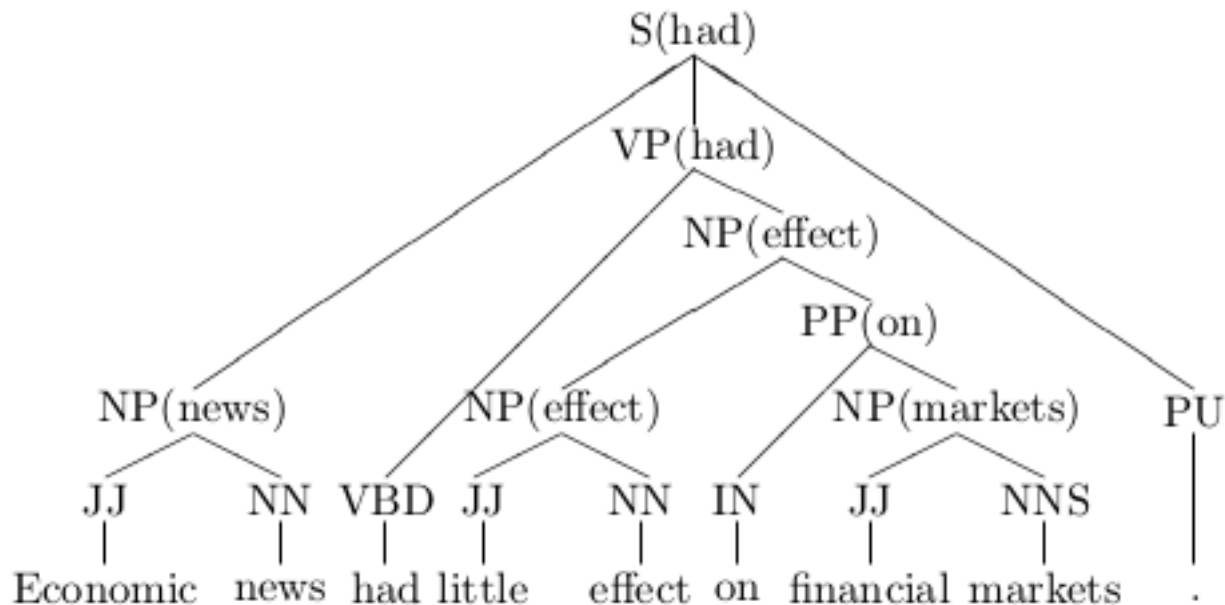 S(had)
VP(had)
NP(effect)
PP(on)
NP(news) NP(effect) NP(markets) PU
JJ NN VBD JJ NN IN JJ NNS
Economic news had little effect on financial markets .